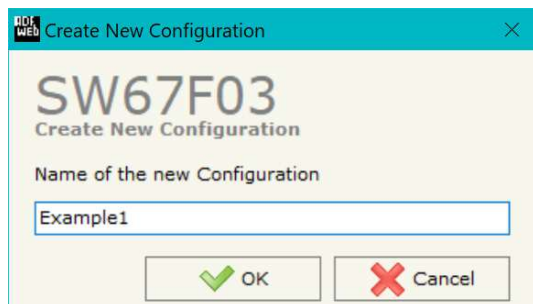 ADF
WEB Create New Configuration
SW67F03
Create New Configuration
Name of the new Configuration
Example1
OK Cancel